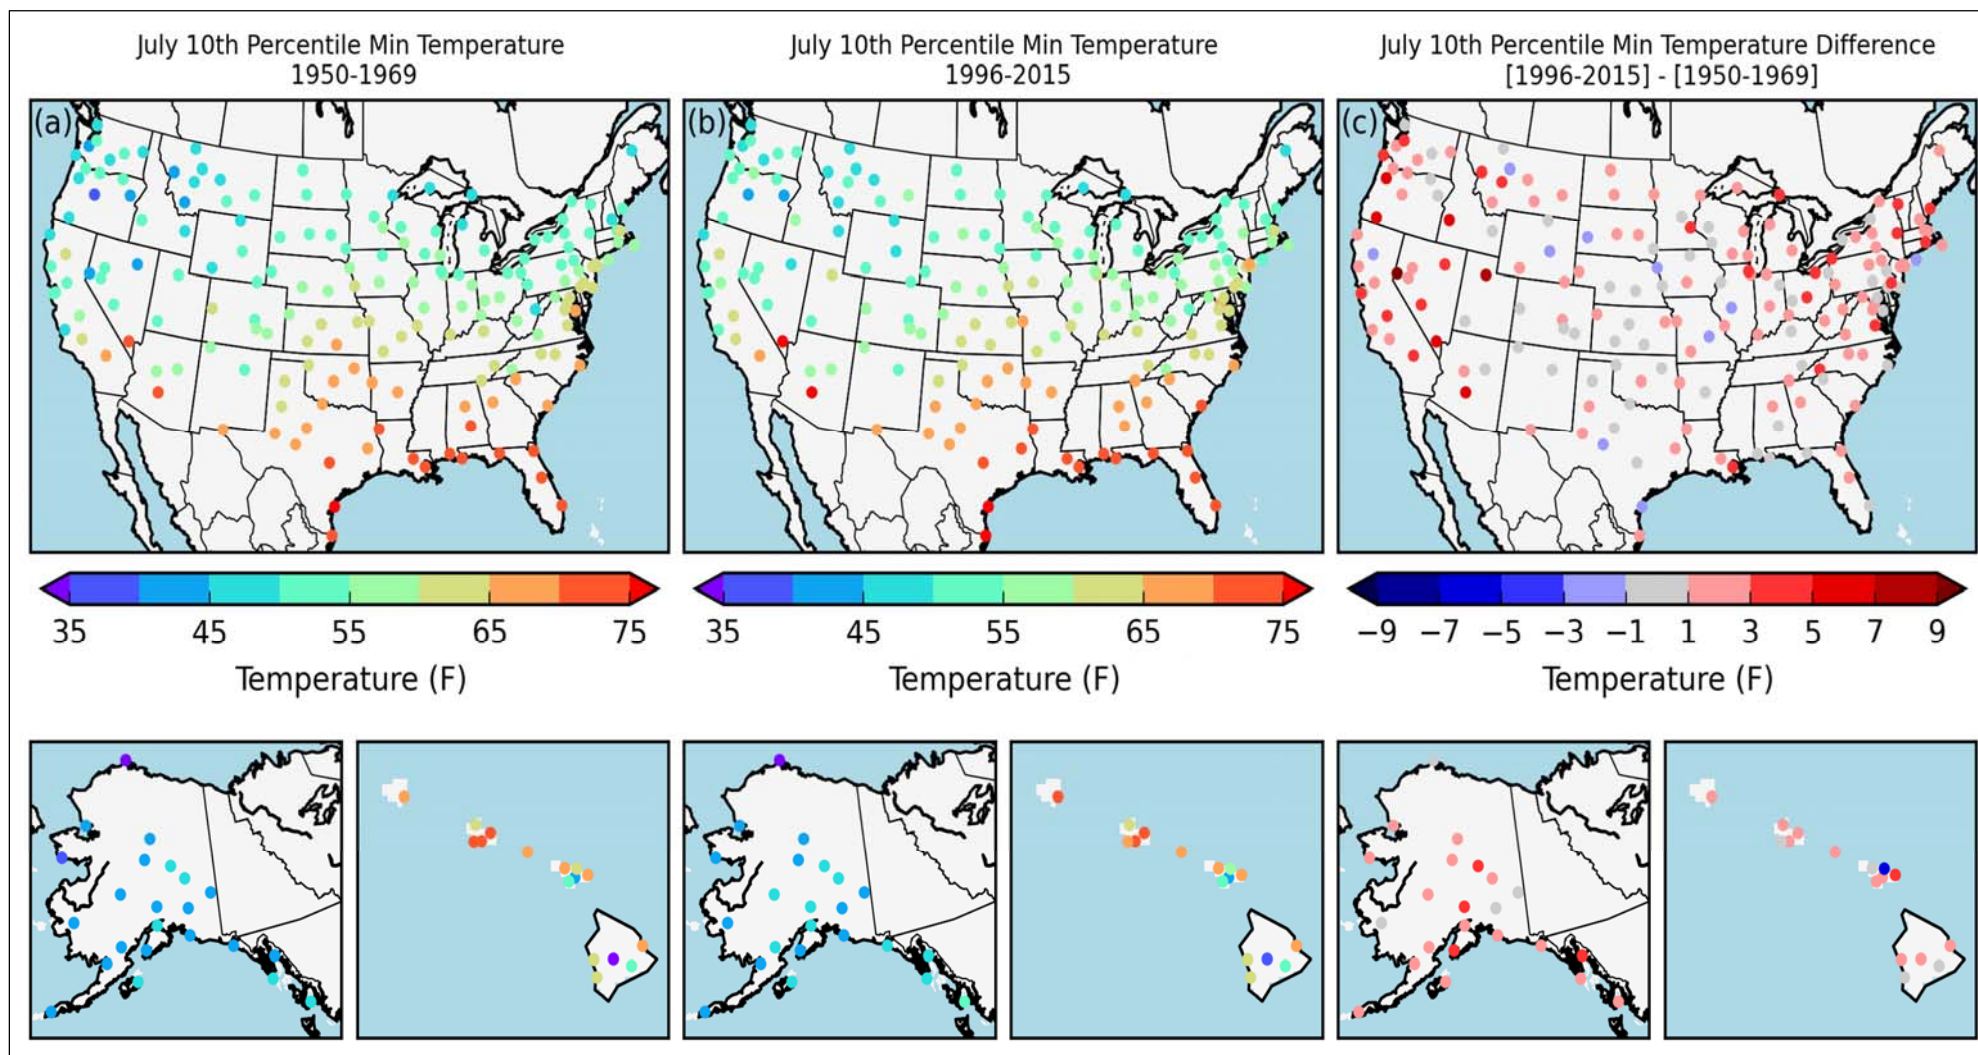 July 10th Percentile Min Temperature
1950-1969
July 10th Percentile Min Temperature
1996-2015
July 10th Percentile Min Temperature Difference
[1996-2015] - [1950-1969]
(a)
(b)
(c)
35 45 55 65 75
Temperature (F)
35 45 55 65 75
Temperature (F)
−9 −7 −5 −3 −1 1 3 5 7 9
Temperature (F)